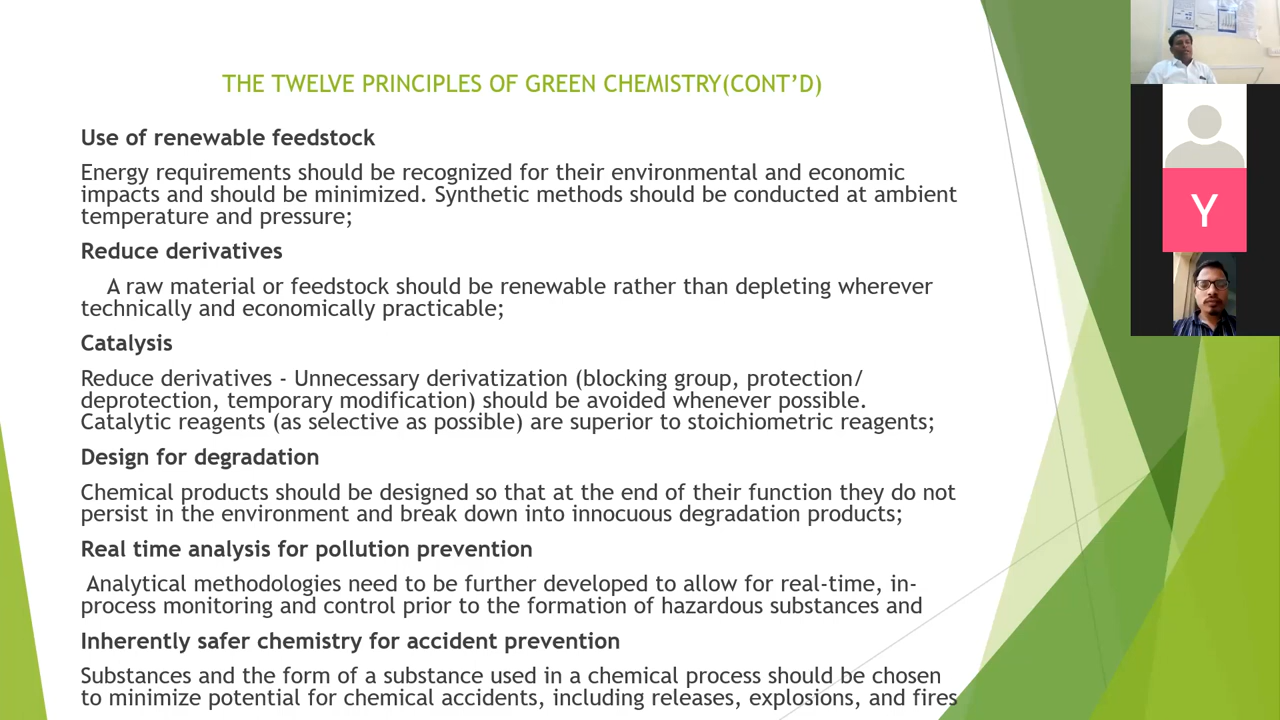 THE TWELVE PRINCIPLES OF GREEN CHEMISTRY(CONT’D)
Use of renewable feedstock
Energy requirements should be recognized for their environmental and economic
impacts and should be minimized. Synthetic methods should be conducted at ambient
temperature and pressure;
Reduce derivatives
A raw material or feedstock should be renewable rather than depleting wherever
technically and economically practicable;
Catalysis
Reduce derivatives - Unnecessary derivatization (blocking group, protection/
deprotection, temporary modification) should be avoided whenever possible.
Catalytic reagents (as selective as possible) are superior to stoichiometric reagents;
Design for degradation
Chemical products should be designed so that at the end of their function they do not
persist in the environment and break down into innocuous degradation products;
Real time analysis for pollution prevention
Analytical methodologies need to be further developed to allow for real-time, in-
process monitoring and control prior to the formation of hazardous substances and
Inherently safer chemistry for accident prevention
Substances and the form of a substance used in a chemical process should be chosen
to minimize potential for chemical accidents, including releases, explosions, and fires
Y